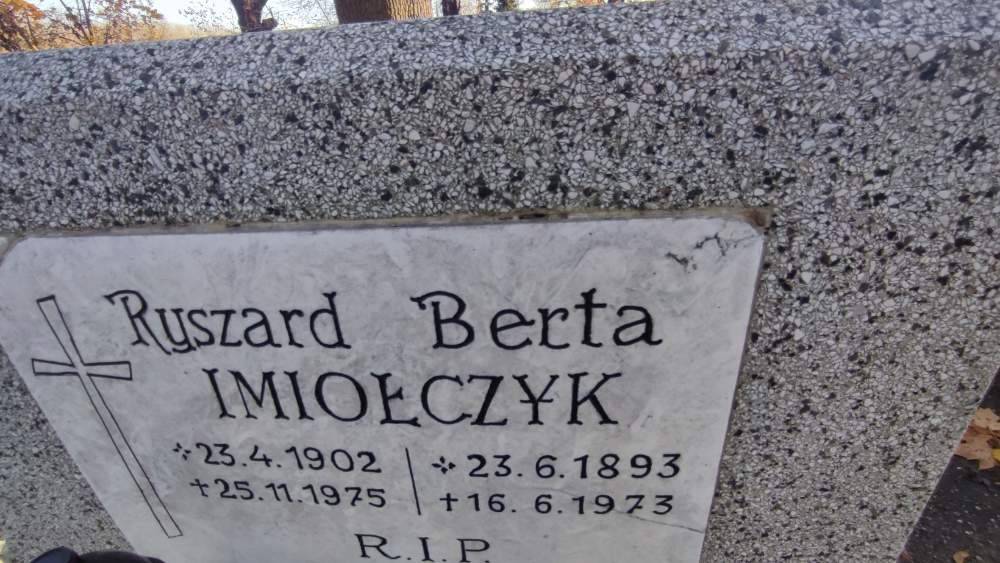 Ryszard Berta
IMIOŁCZYK
23.4.1902 | 23.6.1893
†25.11.1975 | †16.6.1973
R.I.P.